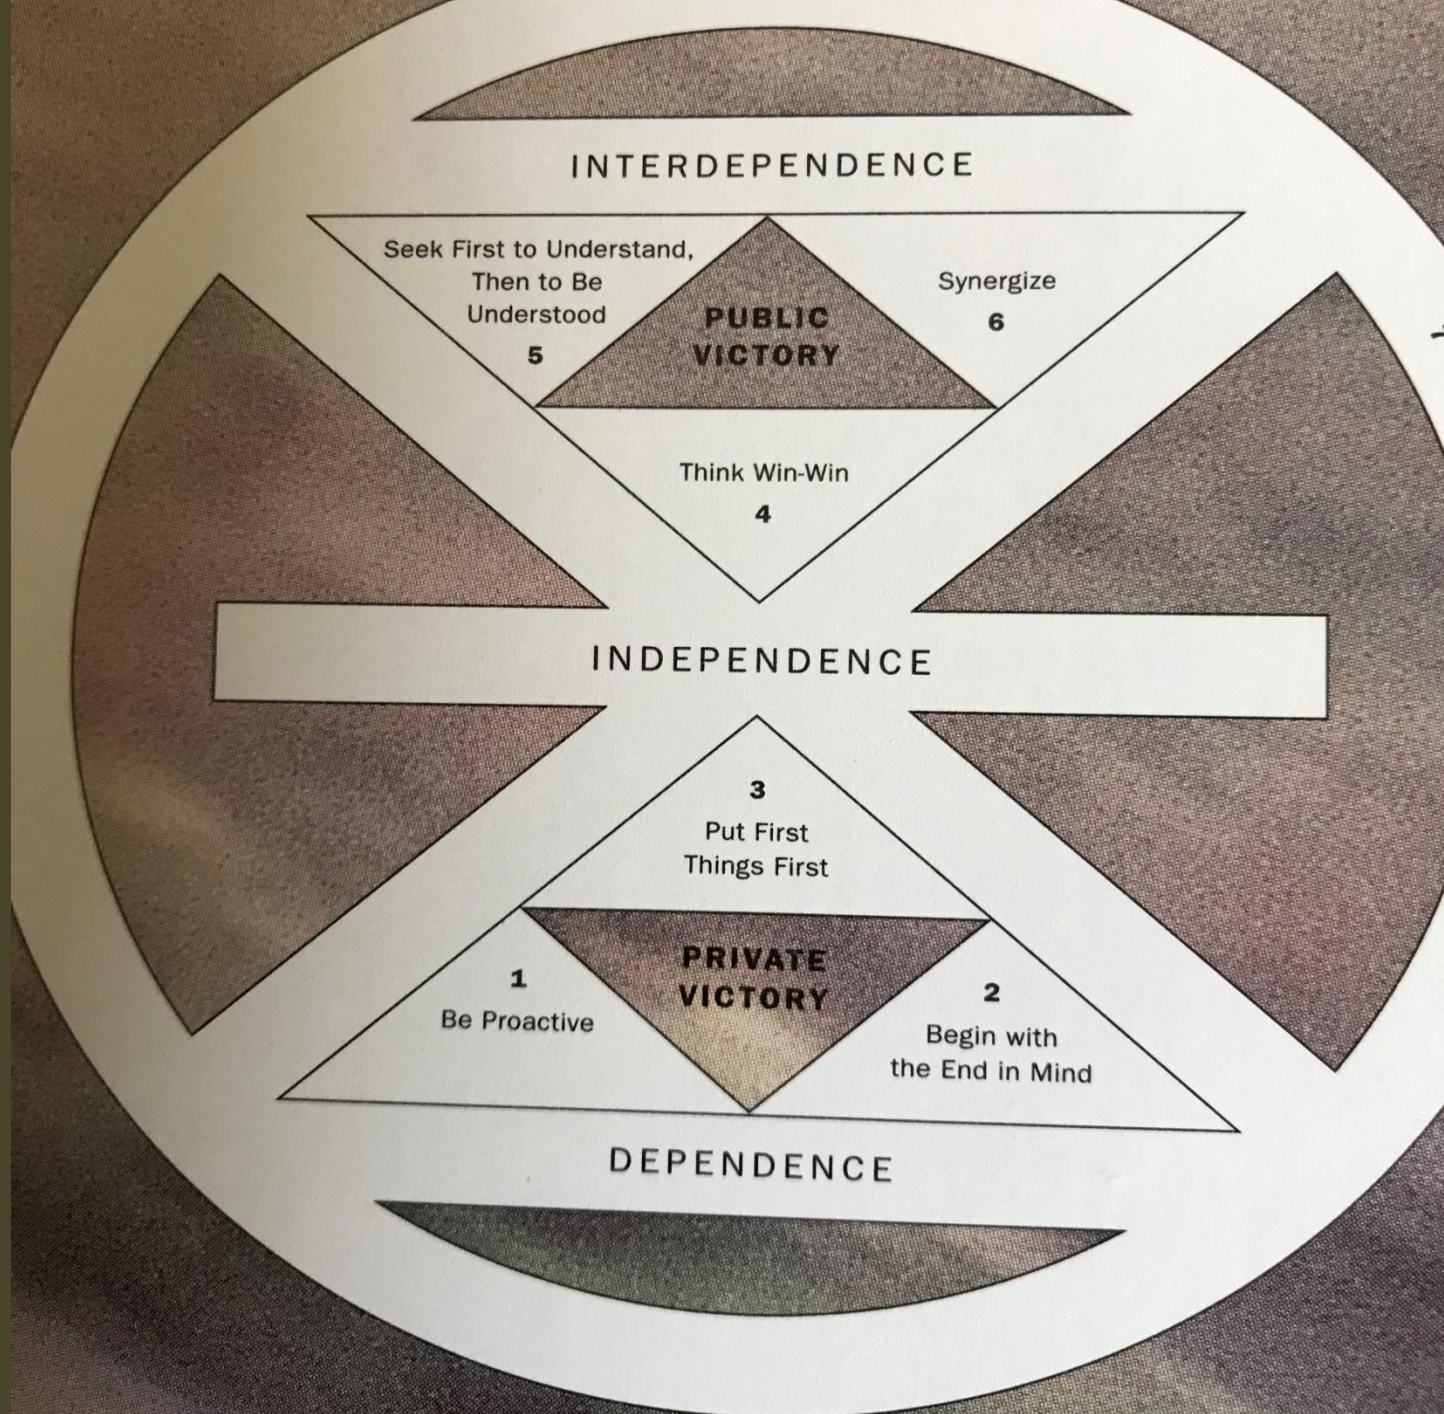 INTERDEPENDENCE
Seek First to Understand,
Then to Be
Understood
5
PUBLIC
VICTORY
Synergize
6
Think Win-Win
4
INDEPENDENCE
3
Put First
Things First
1
Be Proactive
PRIVATE
VICTORY
2
Begin with
the End in Mind
DEPENDENCE